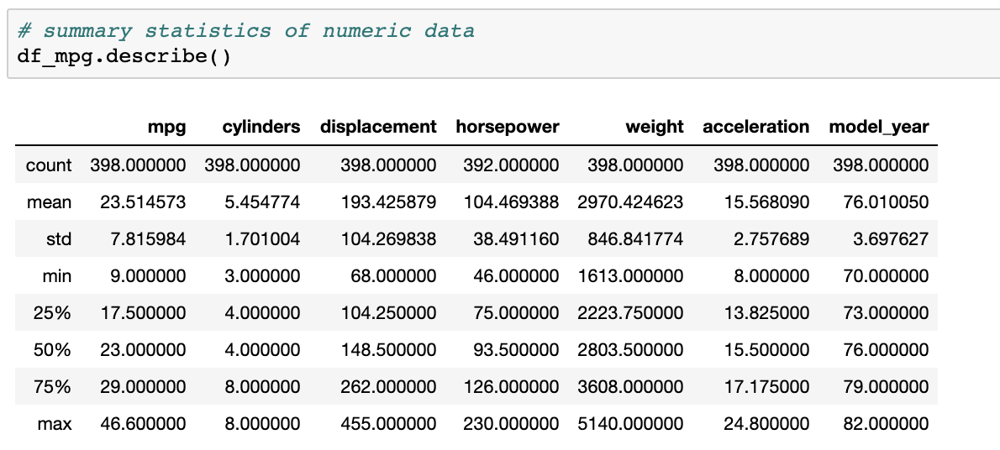 # summary statistics of numeric data
df_mpg.describe()
mpg cylinders displacement horsepower weight acceleration model_year
count 398.000000 398.000000 398.000000 392.000000 398.000000 398.000000 398.000000
mean 23.514573 5.454774 193.425879 104.469388 2970.424623 15.568090 76.010050
std 7.815984 1.701004 104.269838 38.491160 846.841774 2.757689 3.697627
min 9.000000 3.000000 68.000000 46.000000 1613.000000 8.000000 70.000000
25% 17.500000 4.000000 104.250000 75.000000 2223.750000 13.825000 73.000000
50% 23.000000 4.000000 148.500000 93.500000 2803.500000 15.500000 76.000000
75% 29.000000 8.000000 262.000000 126.000000 3608.000000 17.175000 79.000000
max 46.600000 8.000000 455.000000 230.000000 5140.000000 24.800000 82.000000